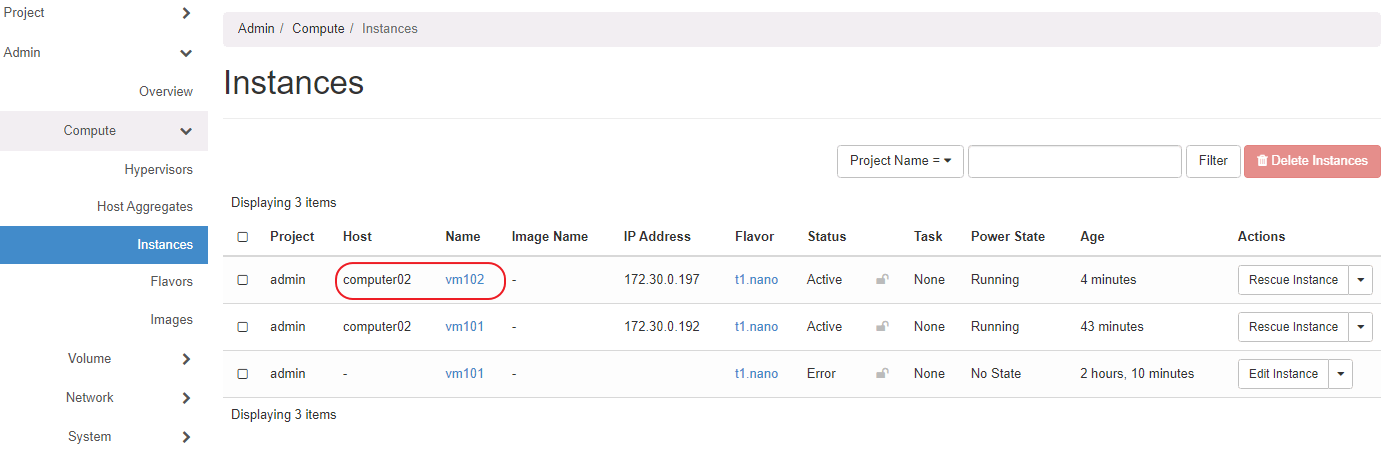 Project
Admin
Overview
Compute
Hypervisors
Host Aggregates
Instances
Flavors
Images
Volume
Network
System
Admin / Compute / Instances
Instances
Project Name = Filter Delete Instances
Displaying 3 items
Project Host Name Image Name IP Address Flavor Status Task Power State Age Actions
admin computer02 vm102 - 172.30.0.197 t1.nano Active None Running 4 minutes Rescue Instance
admin computer02 vm101 - 172.30.0.192 t1.nano Active None Running 43 minutes Rescue Instance
admin - vm101 - t1.nano Error None No State 2 hours, 10 minutes Edit Instance
Displaying 3 items